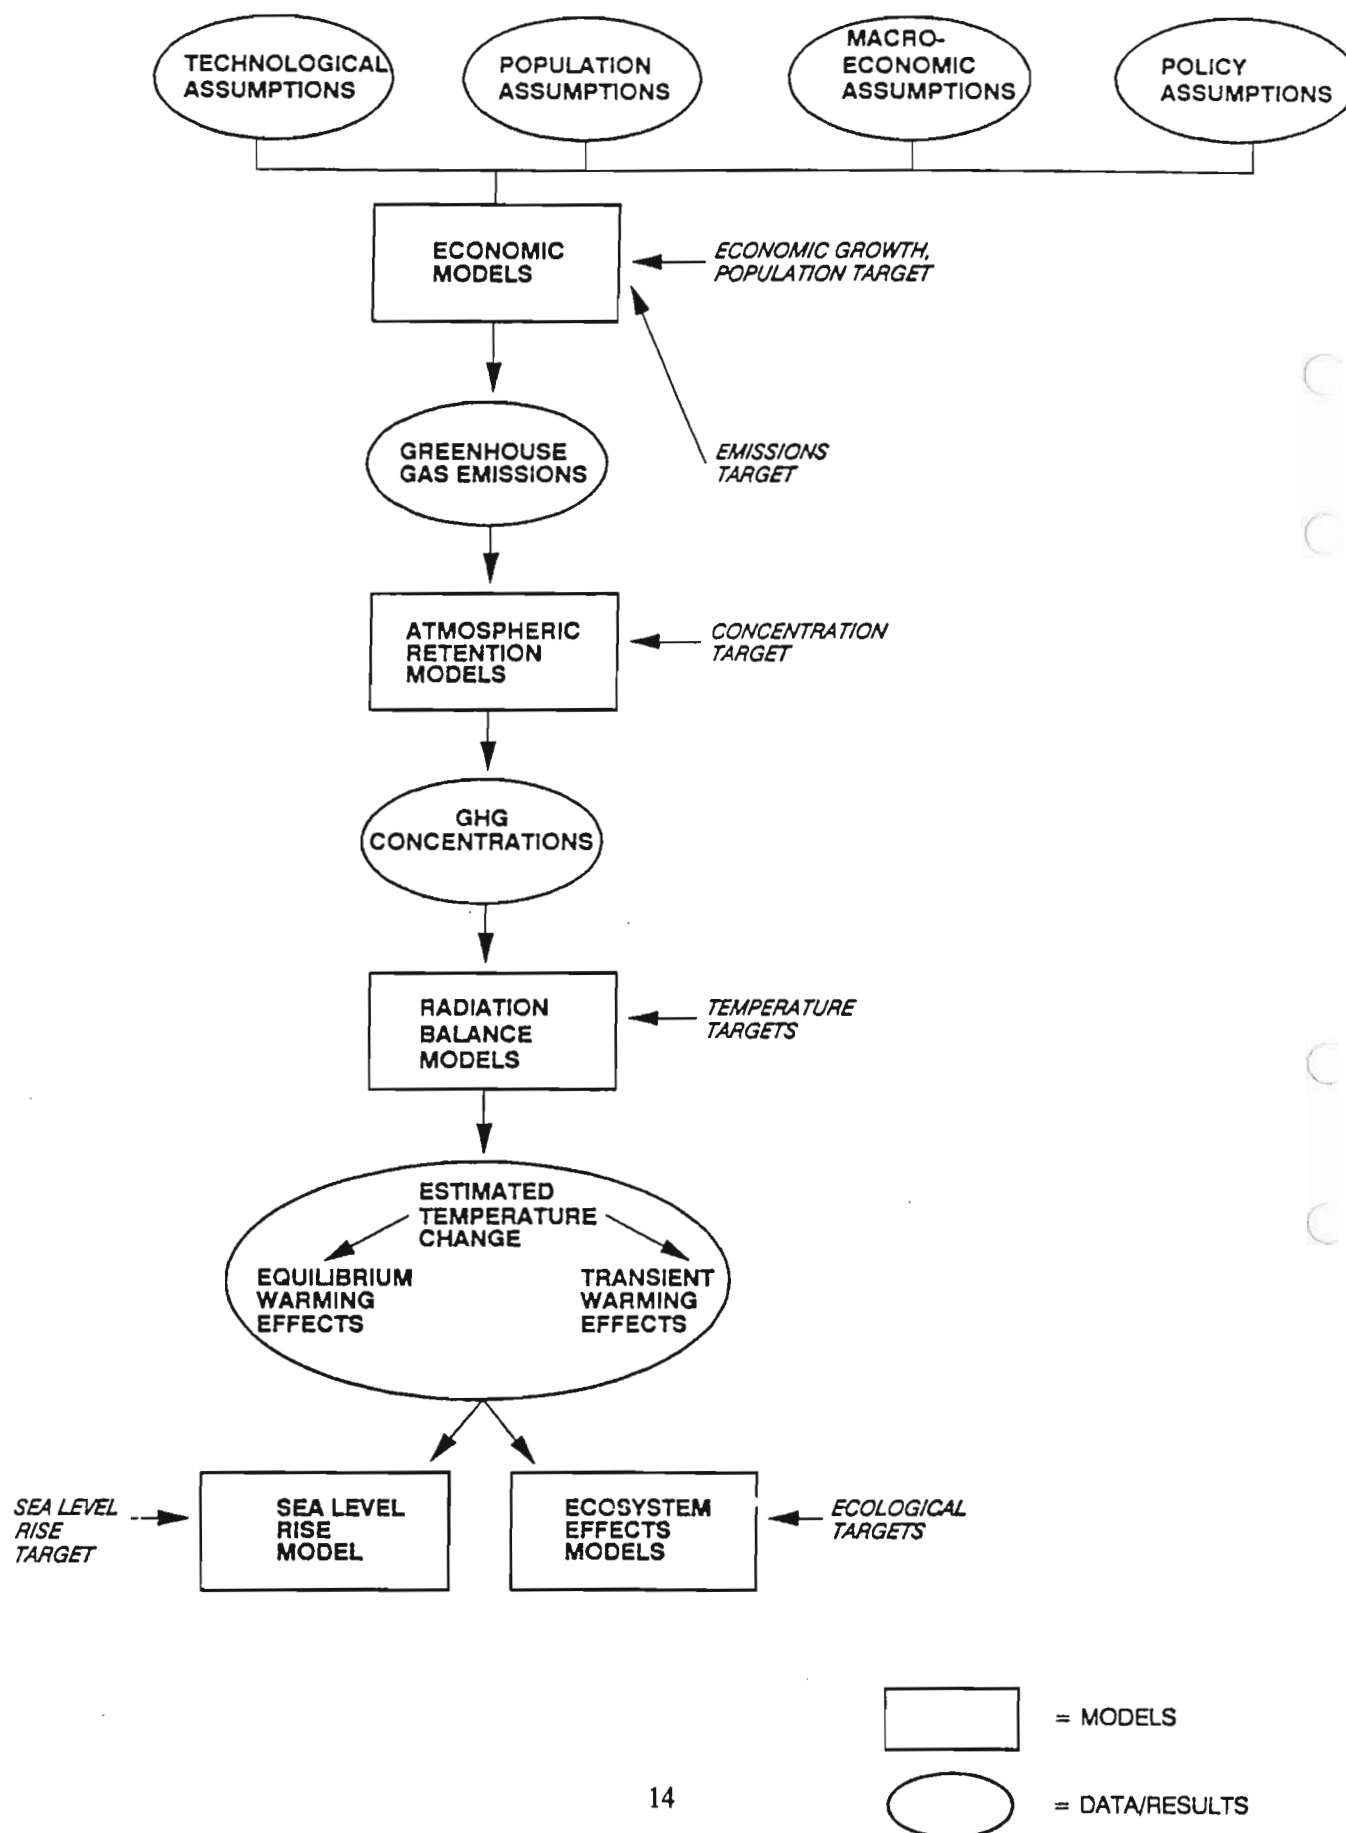 TECHNOLOGICAL
ASSUMPTIONS
POPULATION
ASSUMPTIONS
MACRO-
ECONOMIC
ASSUMPTIONS
POLICY
ASSUMPTIONS
ECONOMIC
MODELS
ECONOMIC GROWTH,
POPULATION TARGET
GREENHOUSE
GAS EMISSIONS
EMISSIONS
TARGET
ATMOSPHERIC
RETENTION
MODELS
CONCENTRATION
TARGET
GHG
CONCENTRATIONS
RADIATION
BALANCE
MODELS
TEMPERATURE
TARGETS
ESTIMATED
TEMPERATURE
CHANGE
EQUILIBRIUM
WARMING
EFFECTS
TRANSIENT
WARMING
EFFECTS
SEA LEVEL
RISE
TARGET
SEA LEVEL
RISE
MODEL
ECOSYSTEM
EFFECTS
MODELS
ECOLOGICAL
TARGETS
= MODELS
= DATA/RESULTS
14